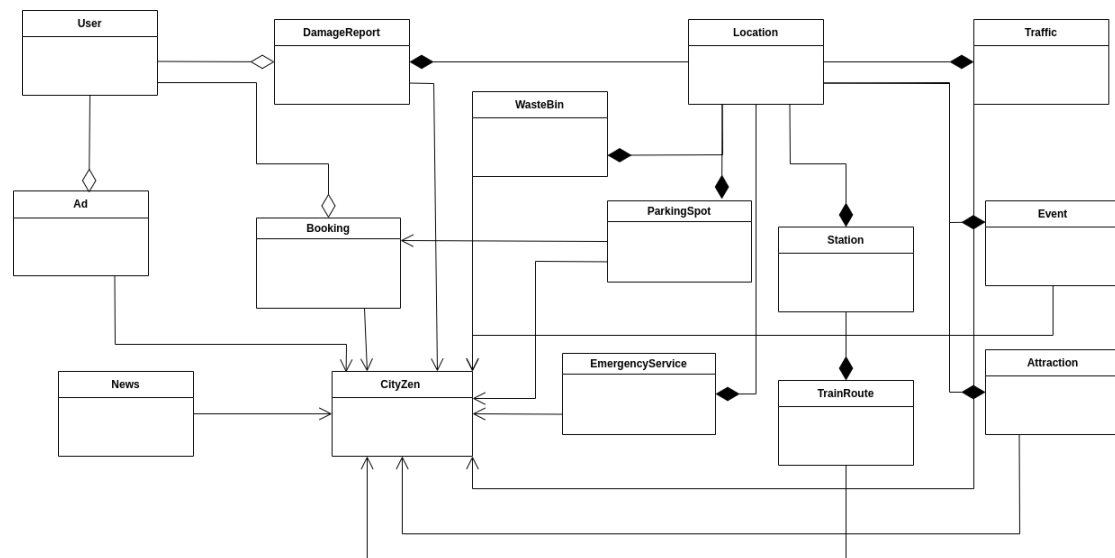 User
DamageReport
Location
Traffic
WasteBin
Ad
ParkingSpot
Event
Booking
Station
EmergencyService
Attraction
News
CityZen
TrainRoute